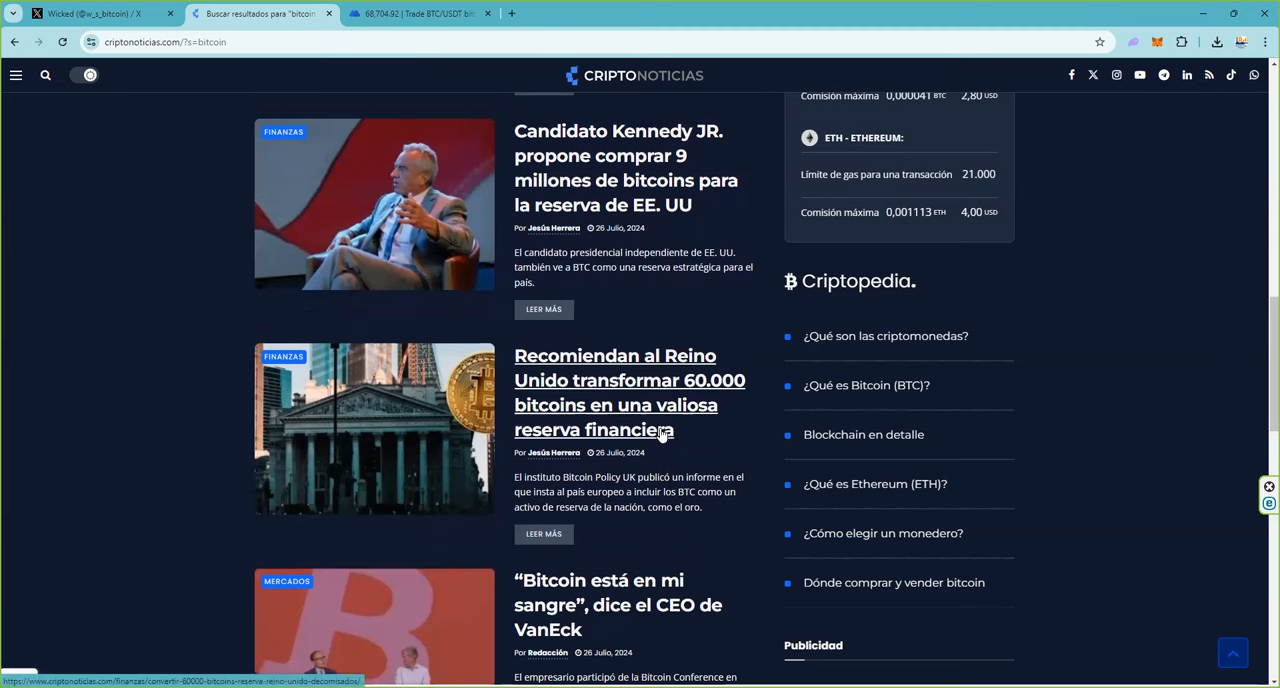 Wicked (@w_s_bitcoin) / X
Buscar resultados para "bitcoin
68,704.92 | Trade BTC/USDT bit
criptonoticias.com/?s=bitcoin
CRIPTONOTICIAS
FINANZAS
Candidato Kennedy JR.
propone comprar 9
millones de bitcoins para
la reserva de EE. UU
Por Jesús Herrera 26 Julio, 2024
El candidato presidencial independiente de EE. UU.
también ve a BTC como una reserva estratégica para el
país.
LEER MÁS
FINANZAS
Recomiendan al Reino
Unido transformar 60.000
bitcoins en una valiosa
reserva financiera
Por Jesús Herrera 26 Julio, 2024
El instituto Bitcoin Policy UK publicó un informe en el
que insta al país europeo a incluir los BTC como un
activo de reserva de la nación, como el oro.
LEER MÁS
MERCADOS
“Bitcoin está en mi
sangre”, dice el CEO de
VanEck
Por Redacción 26 Julio, 2024
El empresario participó de la Bitcoin Conference en
Comisión máxima 0,000041 BTC 2,80 USD
ETH - ETHEREUM:
Límite de gas para una transacción 21.000
Comisión máxima 0,001113 ETH 4,00 USD
Criptopedia.
¿Qué son las criptomonedas?
¿Qué es Bitcoin (BTC)?
Blockchain en detalle
¿Qué es Ethereum (ETH)?
¿Cómo elegir un monedero?
Dónde comprar y vender bitcoin
Publicidad
https://www.criptonoticias.com/finanzas/convertir-60000-bitcoins-reserva-reino-unido-decomisados/